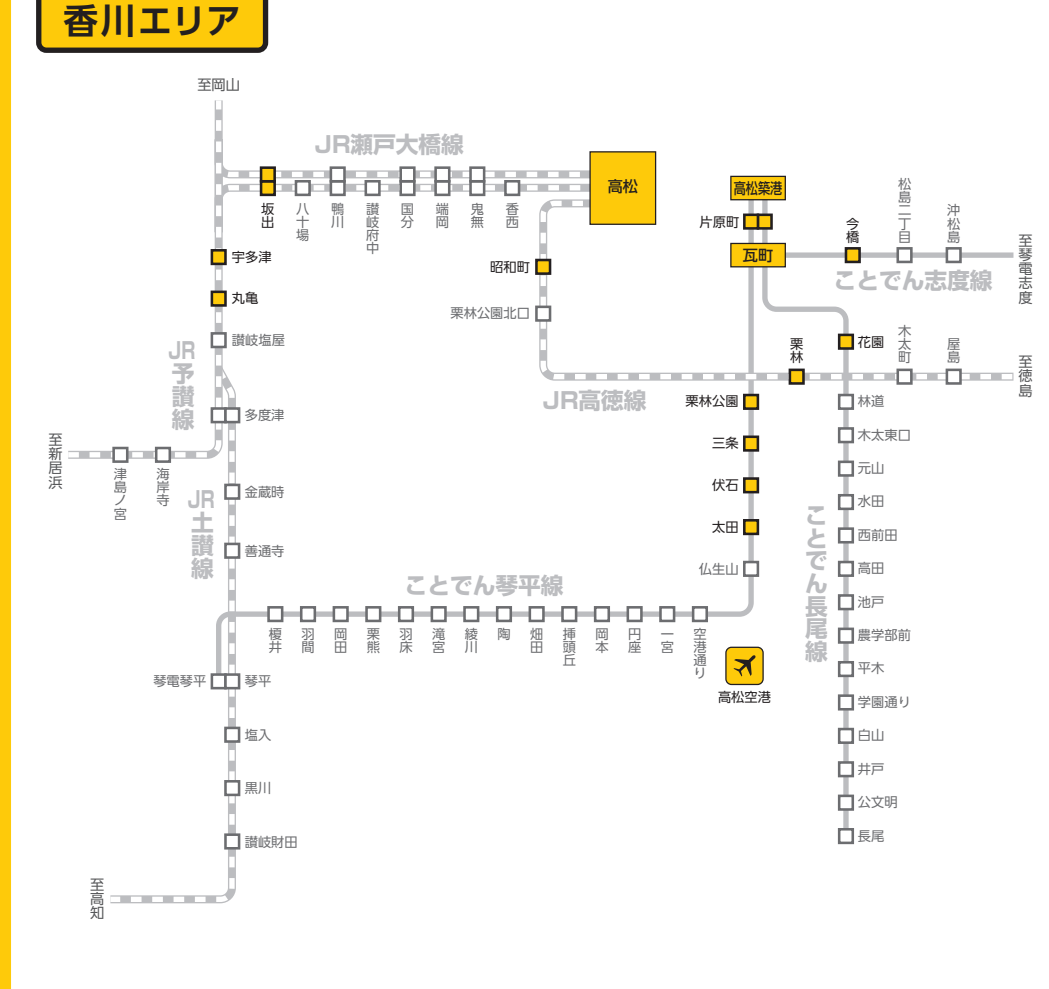 香川エリア
至岡山
JR瀬戸大橋線
高松
坂出
八十場
鴨川
讃岐府中
国分
端岡
鬼無
香西
高松築港
片原町
瓦町
今橋
松島二丁目
沖松島
至琴電志度
ことでん志度線
宇多津
丸亀
讃岐塩屋
JR予讃線
多度津
至新居浜
津島ノ宮
海岸寺
昭和町
栗林公園北口
JR高徳線
栗林
花園
木太町
屋島
至徳島
栗林公園
三条
伏石
太田
仏生山
林道
木太東口
元山
水田
西前田
高田
池戸
農学部前
平木
学園通り
白山
井戸
公文明
長尾
ことでん長尾線
JR土讃線
金蔵時
善通寺
ことでん琴平線
榎井
羽間
岡田
栗熊
羽床
滝宮
綾川
陶
畑田
挿頭丘
岡本
円座
一宮
空港通り
高松空港
琴電琴平
琴平
塩入
黒川
讃岐財田
至高知